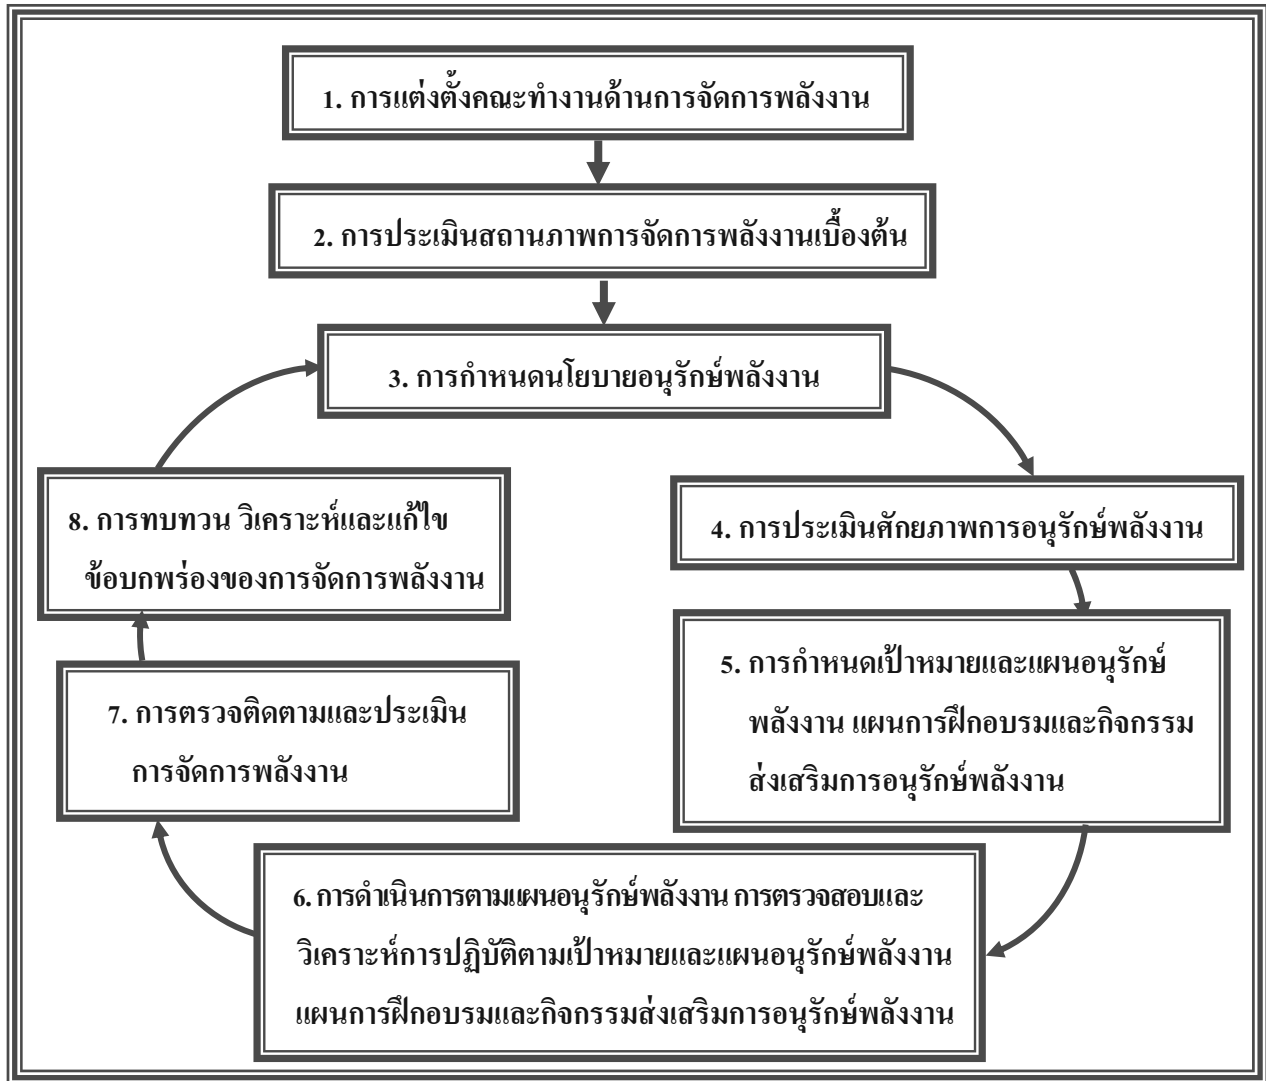 1. การแต่งตั้งคณะทำงานด้านการจัดการพลังงาน
2. การประเมินสถานภาพการจัดการพลังงานเบื้องต้น
3. การกำหนดนโยบายอนุรักษ์พลังงาน
4. การประเมินศักยภาพการอนุรักษ์พลังงาน
5. การกำหนดเป้าหมายและแผนอนุรักษ์
พลังงาน แผนการฝึกอบรมและกิจกรรม
ส่งเสริมการอนุรักษ์พลังงาน
6. การดำเนินการตามแผนอนุรักษ์พลังงาน การตรวจสอบและ
วิเคราะห์การปฏิบัติตามเป้าหมายและแผนอนุรักษ์พลังงาน
แผนการฝึกอบรมและกิจกรรมส่งเสริมการอนุรักษ์พลังงาน
7. การตรวจติดตามและประเมิน
การจัดการพลังงาน
8. การทบทวน วิเคราะห์และแก้ไข
ข้อบกพร่องของการจัดการพลังงาน